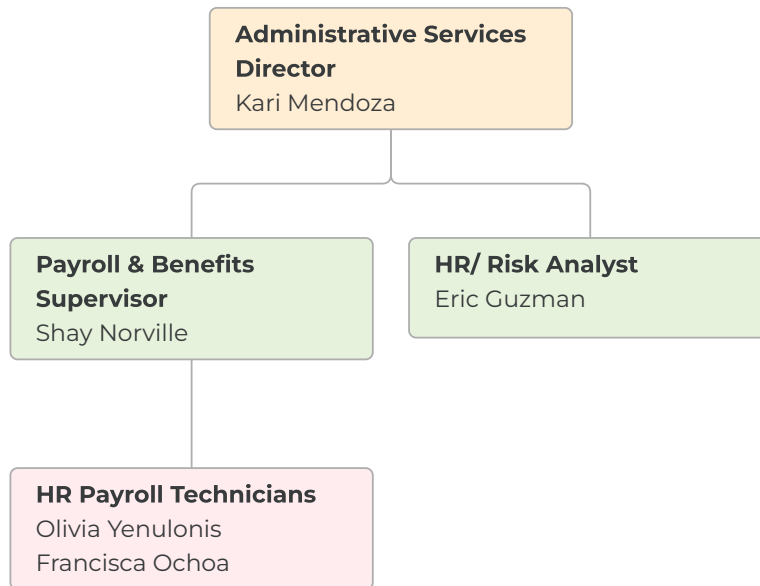 Administrative Services
Director
Kari Mendoza
Payroll & Benefits
Supervisor
Shay Norville
HR/ Risk Analyst
Eric Guzman
HR Payroll Technicians
Olivia Yenulonis
Francisca Ochoa